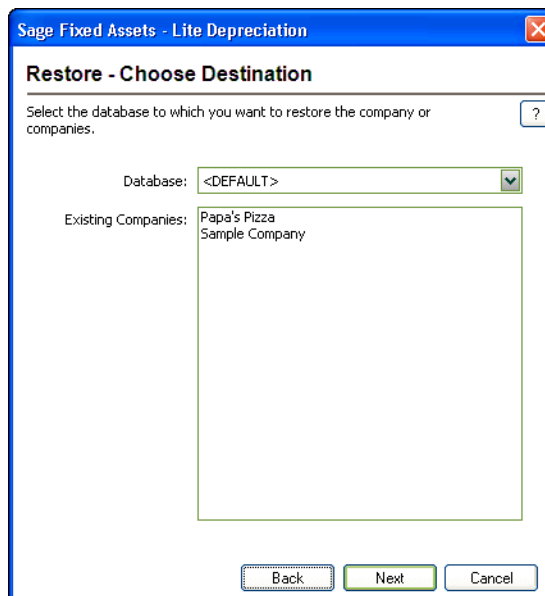 Sage Fixed Assets - Lite Depreciation
Restore - Choose Destination
Select the database to which you want to restore the company or
companies.
?
Database: <DEFAULT>
Existing Companies: Papa's Pizza
Sample Company
Back Next Cancel